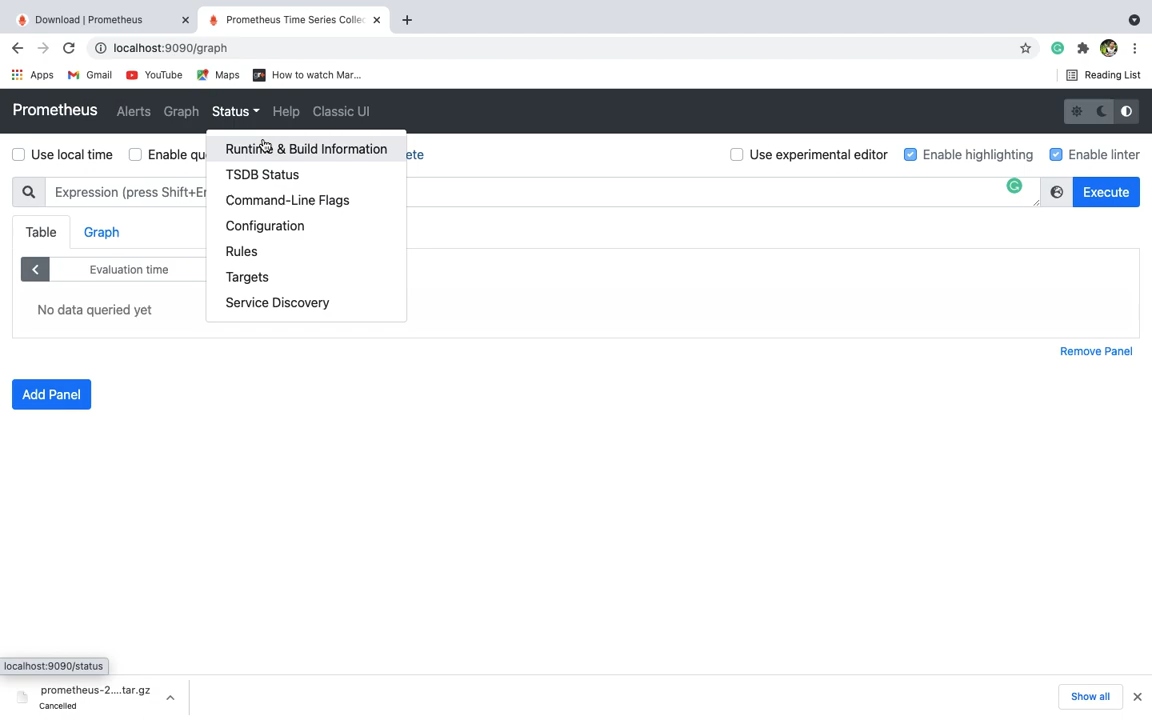 Download | Prometheus
Prometheus Time Series Collec
localhost:9090/graph
Apps Gmail YouTube Maps How to watch Mar... Reading List
Prometheus Alerts Graph Status Help Classic UI
Use local time Enable qu ete Use experimental editor Enable highlighting Enable linter
Runtime & Build Information
TSDB Status
Command-Line Flags
Configuration
Rules
Targets
Service Discovery
Expression (press Shift+Er Execute
Table Graph
Evaluation time
No data queried yet
Remove Panel
Add Panel
localhost:9090/status
prometheus-2....tar.gz
Cancelled
Show all